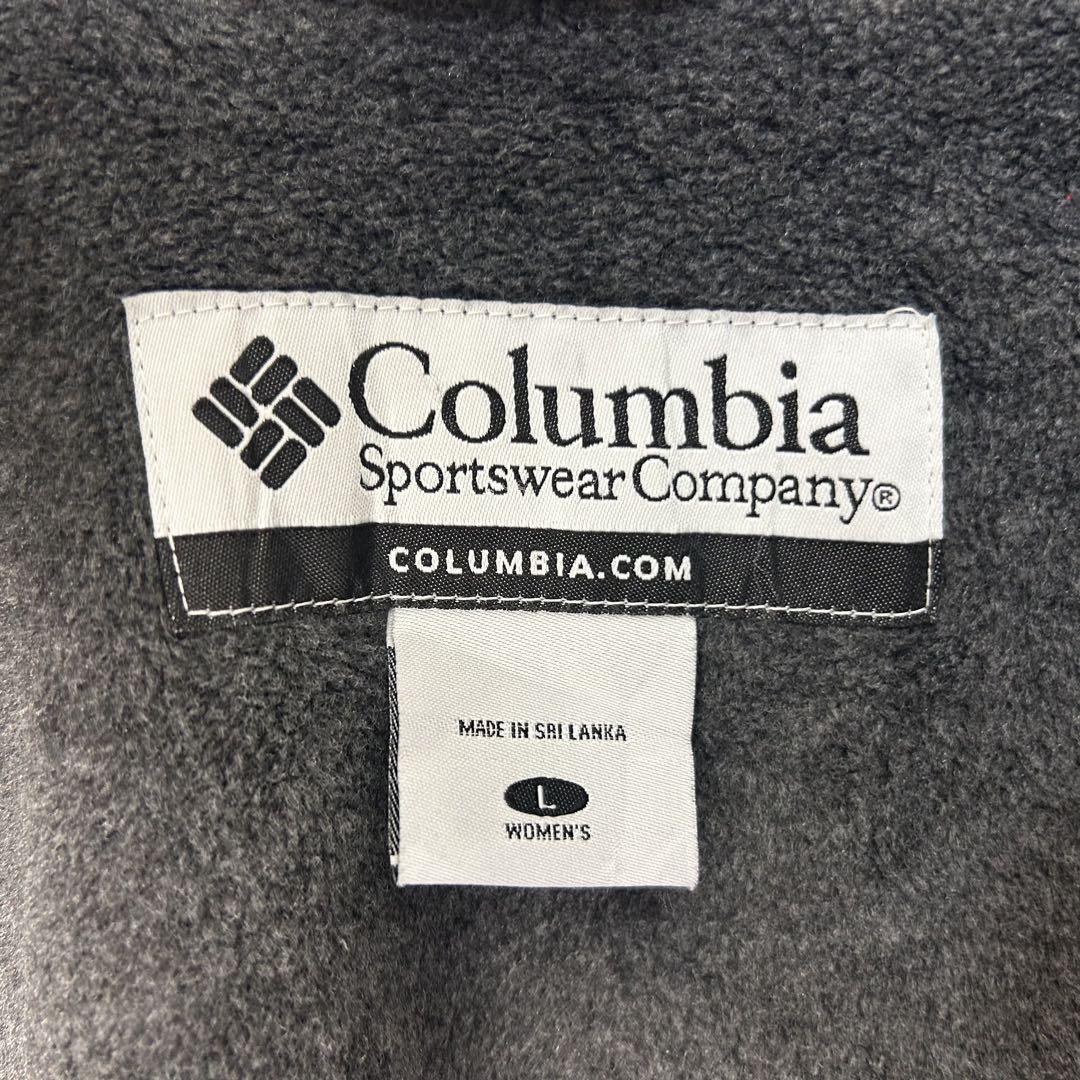 Columbia
Sportswear Company®
COLUMBIA.COM
MADE IN SRI LANKA
L
WOMEN'S